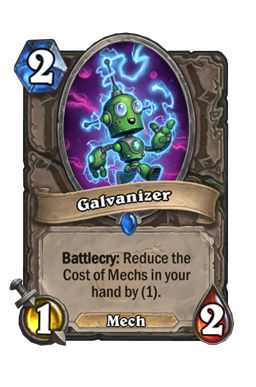 2
Galvanizer
Battlecry: Reduce the
Cost of Mechs in your
hand by (1).
1
Mech
2